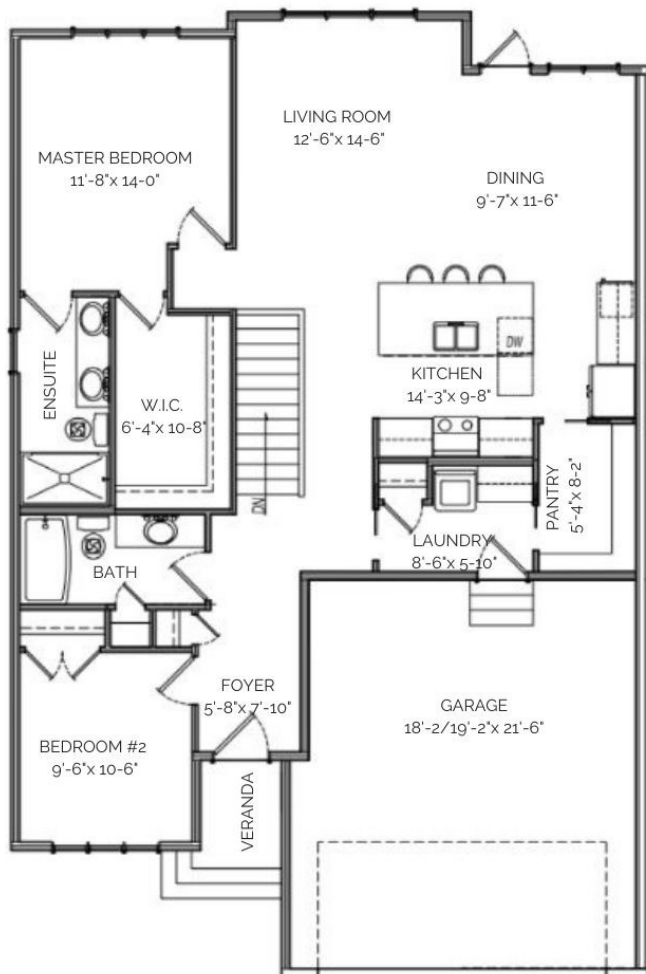 LIVING ROOM
12'-6"x 14-6"
MASTER BEDROOM
11'-8"x 14-0"
DINING
9'-7"x 11-6"
ENSUITE
W.I.C.
6'-4"x 10-8"
DW
KITCHEN
14'-3"x 9-8"
DN
PANTRY
5'-4"x 8-2"
LAUNDRY
8'-6"x 5-10"
BATH
FOYER
5'-8"x 7'-10"
GARAGE
18'-2/19'-2"x 21'-6"
BEDROOM #2
9'-6"x 10-6"
VERANDA